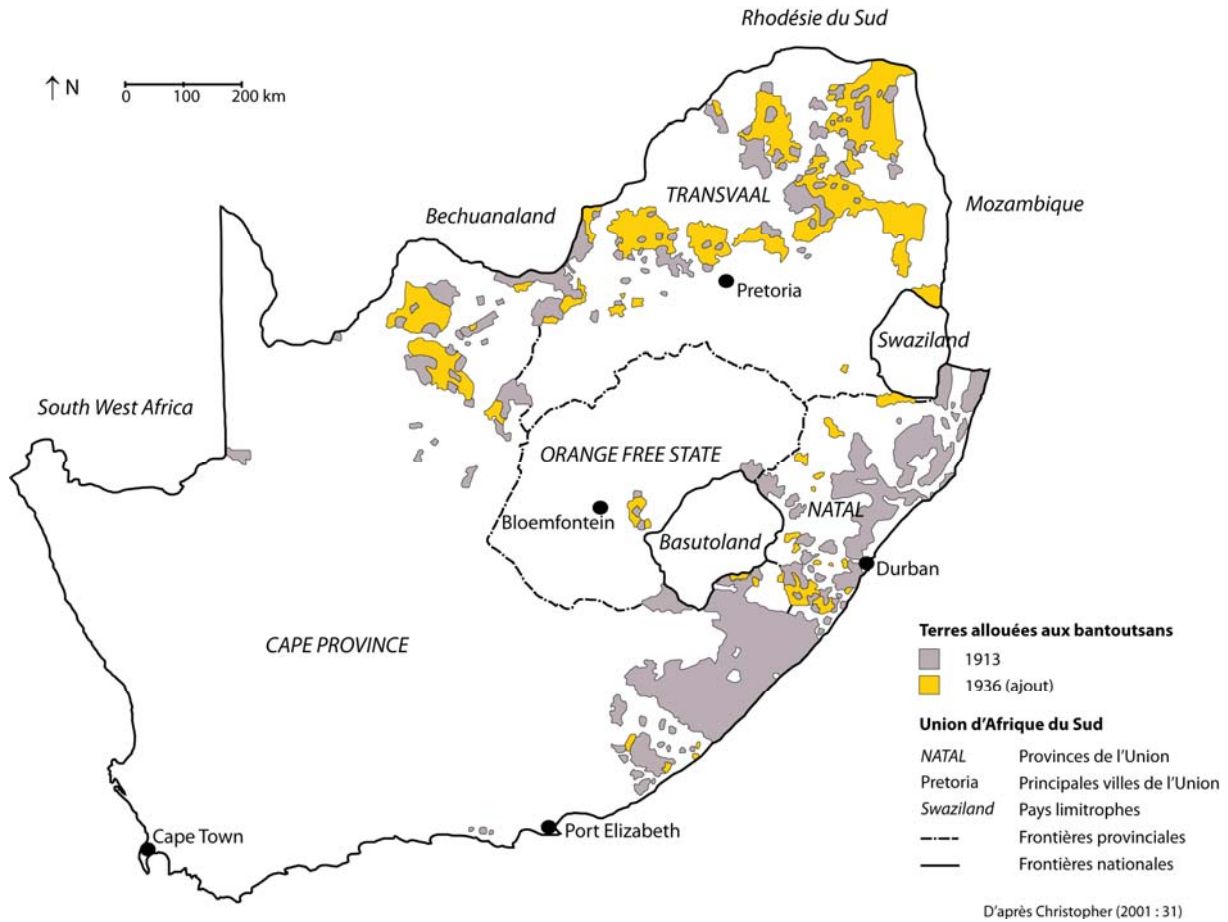 Rhodésie du Sud
↑ N
0 100 200 km
TRANSVAAL
Mozambique
Bechuanaland
Pretoria
Swaziland
South West Africa
ORANGE FREE STATE
NATAL
Bloemfontein
Basutoland
Durban
CAPE PROVINCE
Port Elizabeth
Cape Town
Terres allouées aux bantoutsans
1913
1936 (ajout)
Union d'Afrique du Sud
NATAL Provinces de l'Union
Pretoria Principales villes de l'Union
Swaziland Pays limitrophes
Frontières provinciales
Frontières nationales
D'après Christopher (2001 : 31)